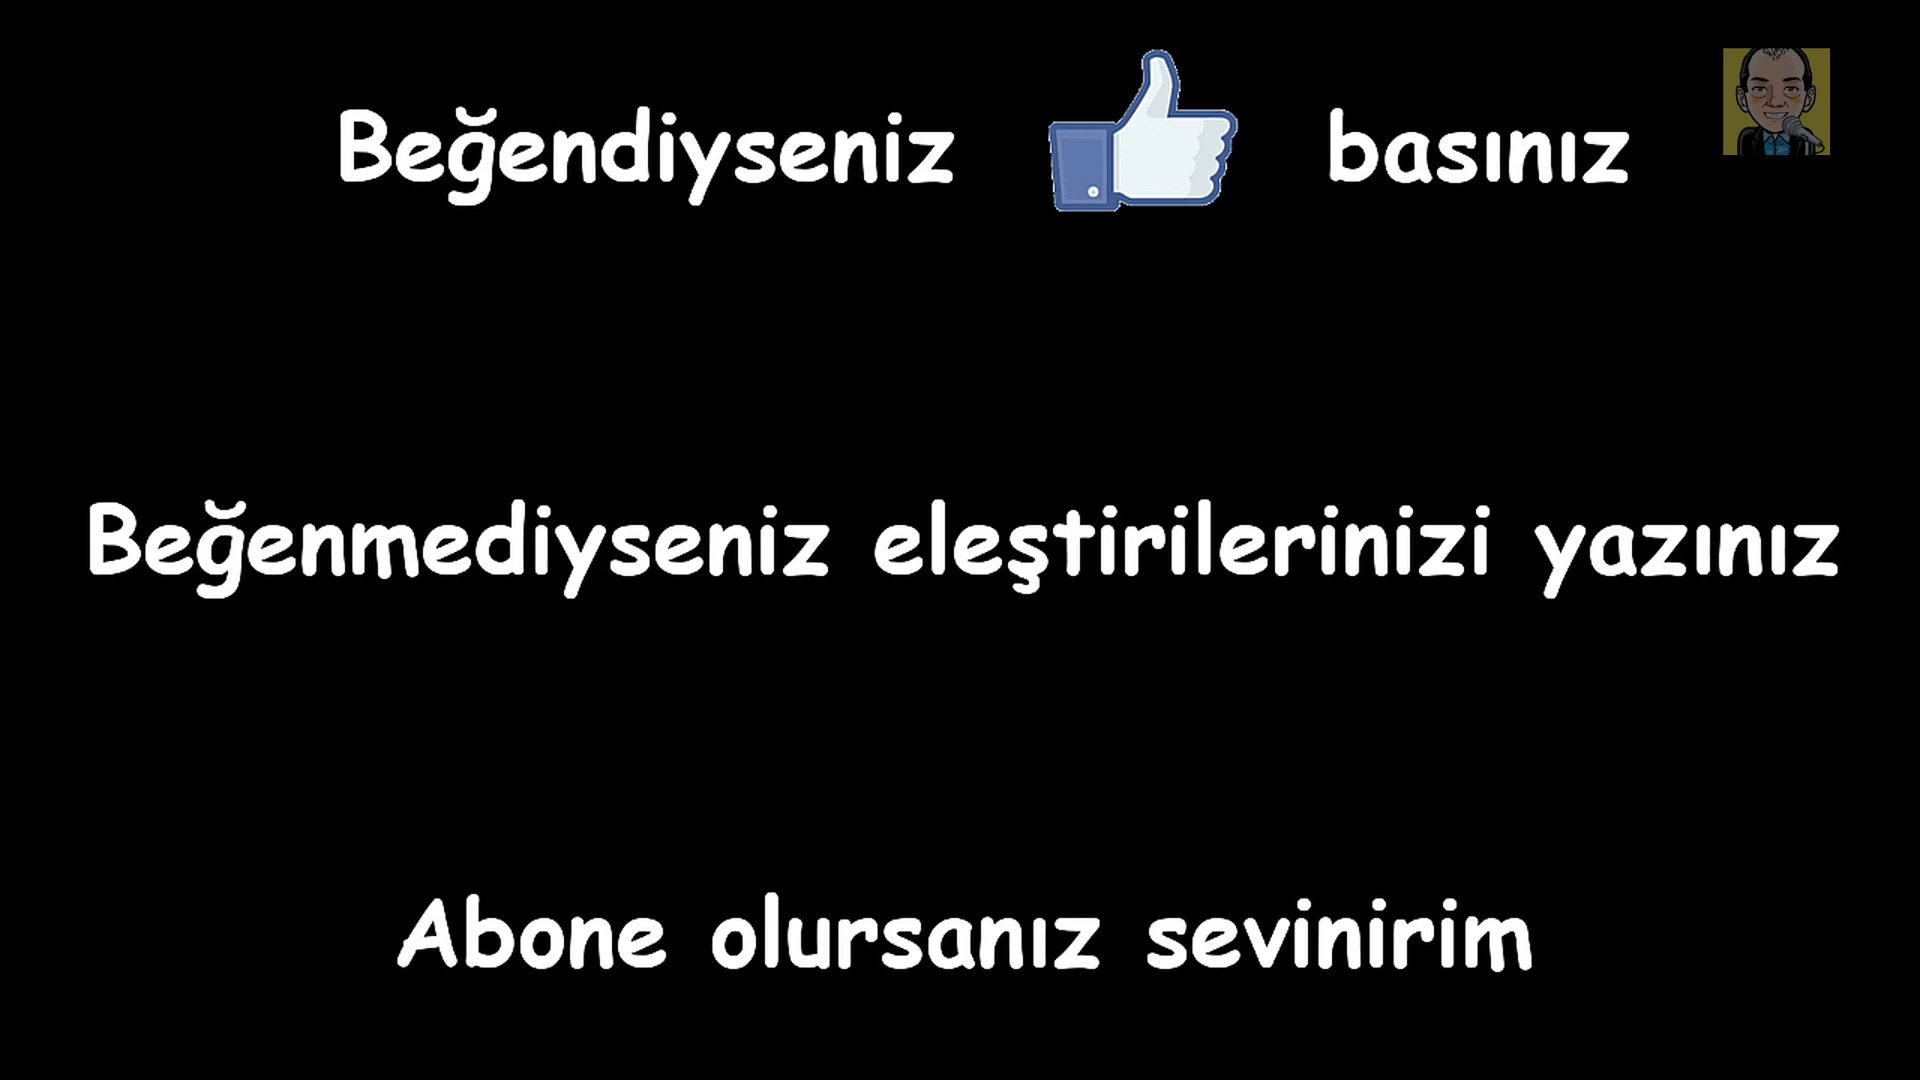 Beğendiyseniz basınız
Beğenmediyseniz eleştirilerinizi yazınız
Abone olursanız sevinirim